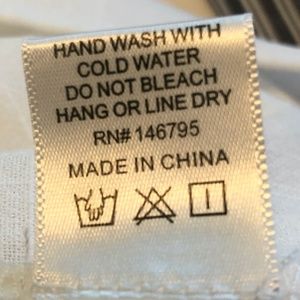 HAND WASH WITH
COLD WATER
DO NOT BLEACH
HANG OR LINE DRY
RN# 146795
MADE IN CHINA